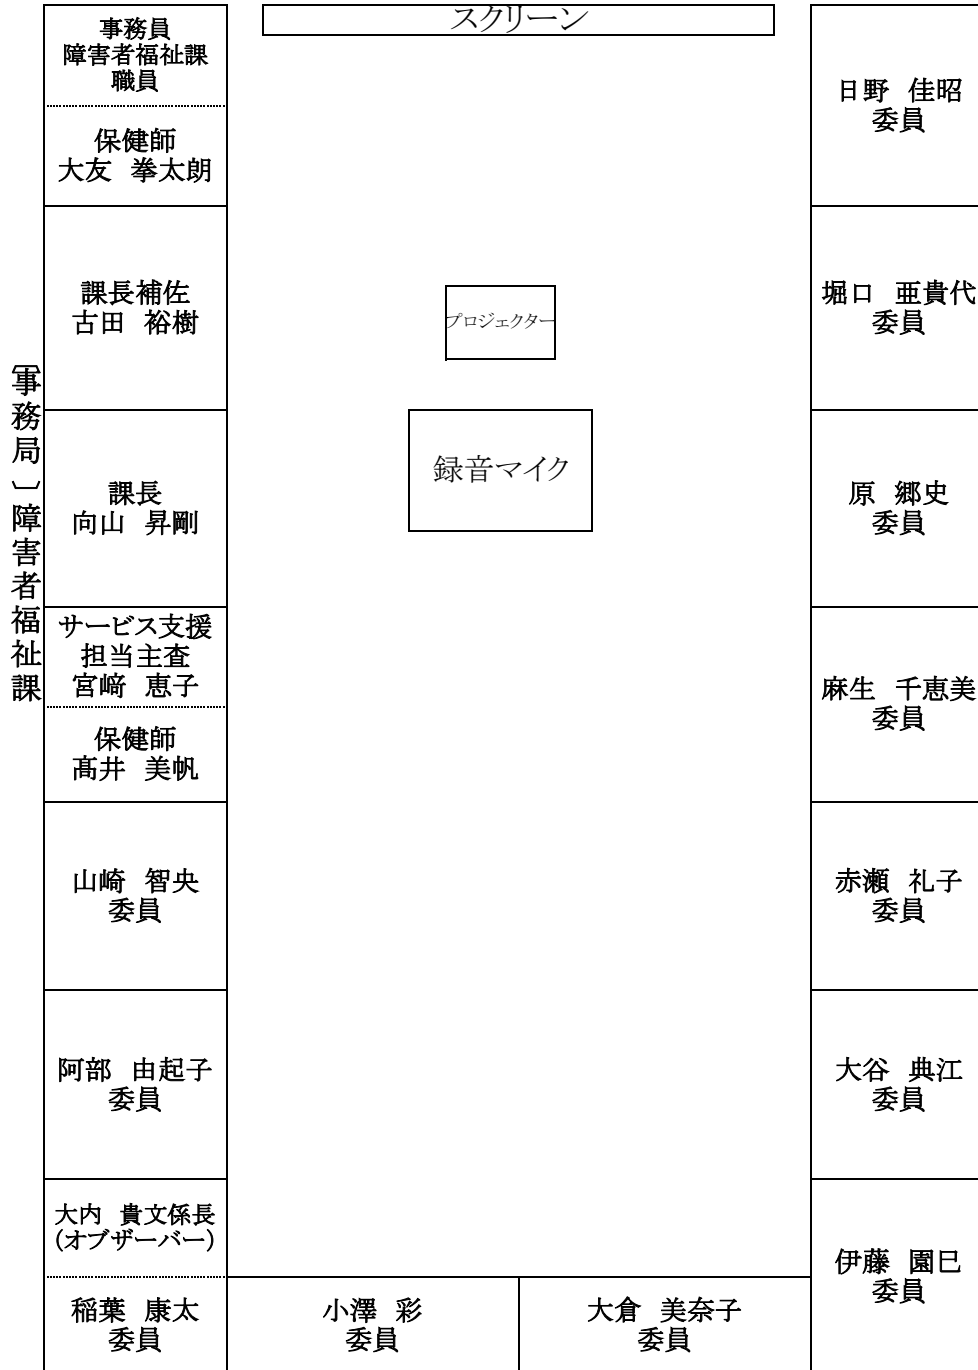 スクリーン
事務員
障害者福祉課
職員
保健師
大友 拳太朗
課長補佐
古田 裕樹
課長
向山 昇剛
サービス支援
担当主査
宮﨑 恵子
保健師
髙井 美帆
山崎 智央
委員
阿部 由起子
委員
大内 貴文係長
(オブザーバー)
稲葉 康太
委員
事務局〕障害者福祉課
プロジェクター
録音マイク
小澤 彩
委員
大倉 美奈子
委員
日野 佳昭
委員
堀口 亜貴代
委員
原 郷史
委員
麻生 千恵美
委員
赤瀬 礼子
委員
大谷 典江
委員
伊藤 園巳
委員